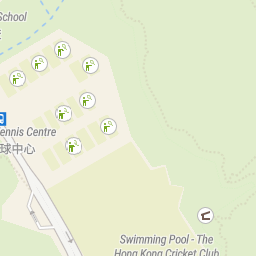 School
ennis Centre
球中心
Swimming Pool - The
Hong Kong Cricket Club